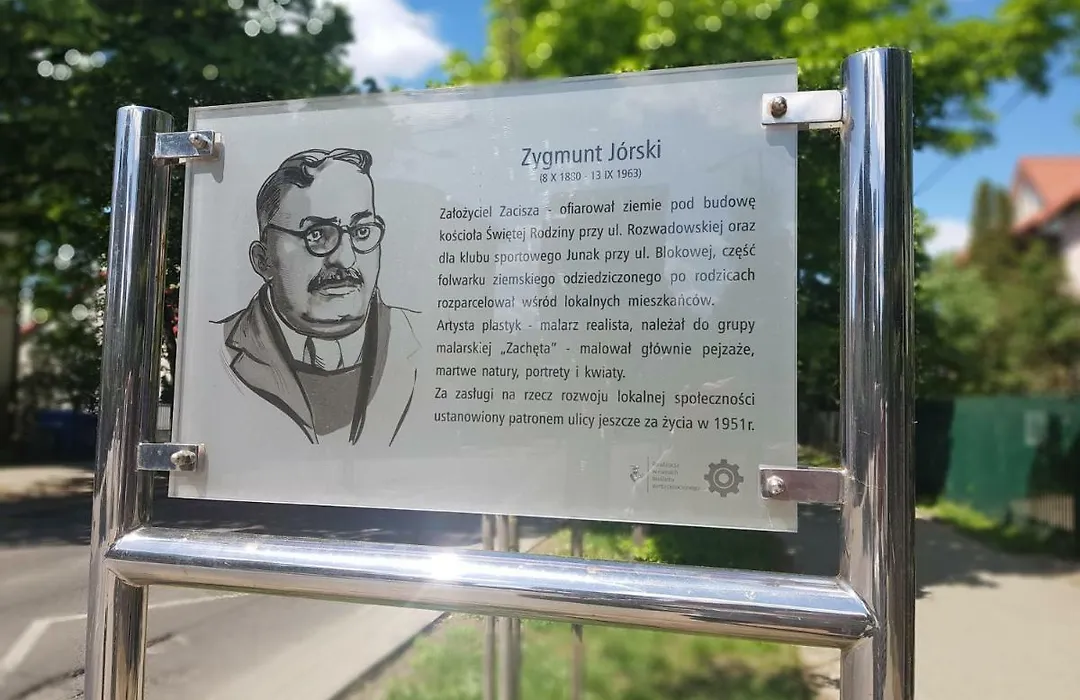 Zygmunt Jórski
(8 X 1880 - 13 IX 1963)
Założyciel Zacisza - ofiarował ziemie pod budowę
kościoła Świętej Rodziny przy ul. Rozwadowskiej oraz
dla klubu sportowego Junak przy ul. Blokowej, część
folwarku ziemskiego odziedziczonego po rodzicach
rozparcelował wśród lokalnych mieszkańców.
Artysta plastyk - malarz realista, należał do grupy
malarskiej „Zachęta” - malował głównie pejzaże,
martwe natury, portrety i kwiaty.
Za zasługi na rzecz rozwoju lokalnej społeczności
ustanowiony patronem ulicy jeszcze za życia w 1951r.